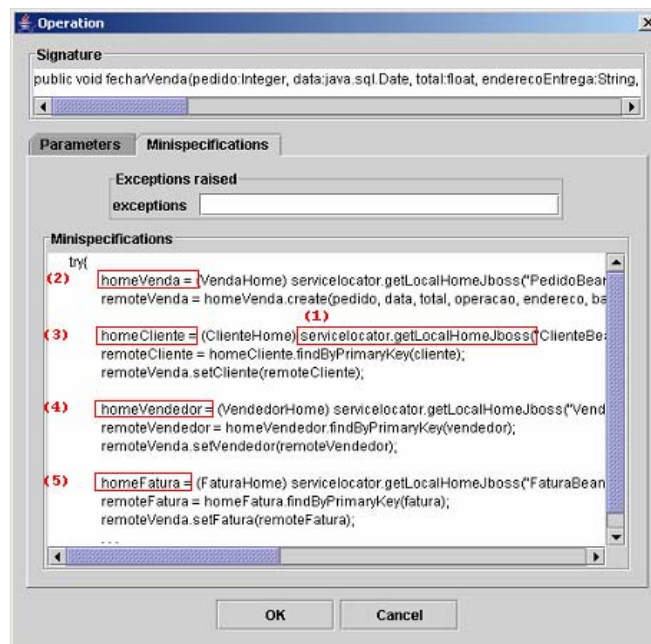 Operation
Signature
public void fecharVenda(pedido:Integer, data:java.sql.Date, total:float, enderecoEntrega:String,
Parameters Minispecifications
Exceptions raised
exceptions
Minispecifications
try{
(2) homeVenda = (VendaHome) servicelocator.getLocalHomeJboss("PedidoBean
remoteVenda = homeVenda.create(pedido, data, total, operacao, endereco, ba
(1)
(3) homeCliente = (ClienteHome) servicelocator.getLocalHomeJboss("ClienteBea
remoteCliente = homeCliente.findByPrimaryKey(cliente);
remoteVenda.setCliente(remoteCliente);
(4) homeVendedor = (VendedorHome) servicelocator.getLocalHomeJboss("Vend
remoteVendedor = homeVendedor.findByPrimaryKey(vendedor);
remoteVenda.setVendedor(remoteVendedor);
(5) homeFatura = (FaturaHome) servicelocator.getLocalHomeJboss("FaturaBean
remoteFatura = homeFatura.findByPrimaryKey(fatura);
remoteVenda.setFatura(remoteFatura);
. . .
OK Cancel